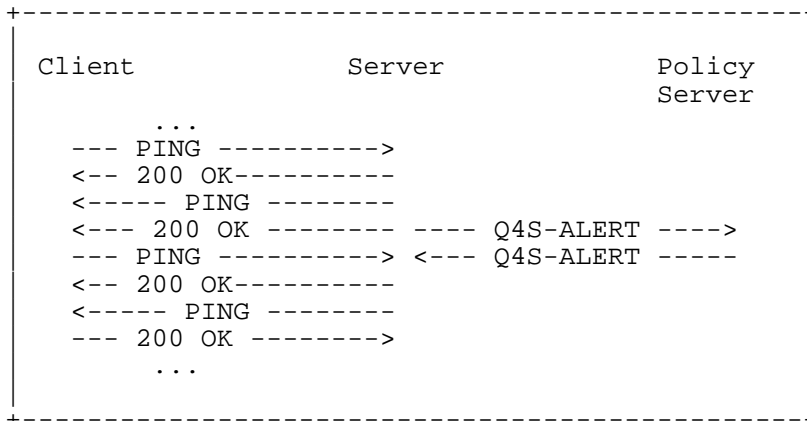 +------------------------------------------------
|
| Client             Server             Policy
|                                       Server
|        ...
|   --- PING ---------->
|   <-- 200 OK----------
|   <----- PING --------
|   <--- 200 OK -------- ---- Q4S-ALERT ---->
|   --- PING ----------> <--- Q4S-ALERT -----
|   <-- 200 OK----------
|   <----- PING --------
|   --- 200 OK -------->
|        ...
|
+------------------------------------------------